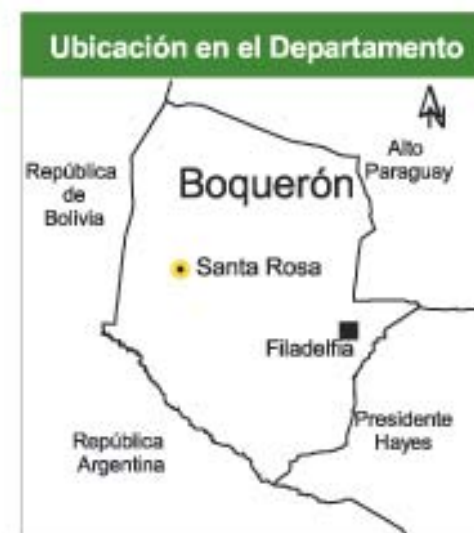 Ubicación en el Departamento
N
Alto
Paraguay
República
de
Bolivia
Boquerón
Santa Rosa
Filadelfia
Presidente
Hayes
República
Argentina